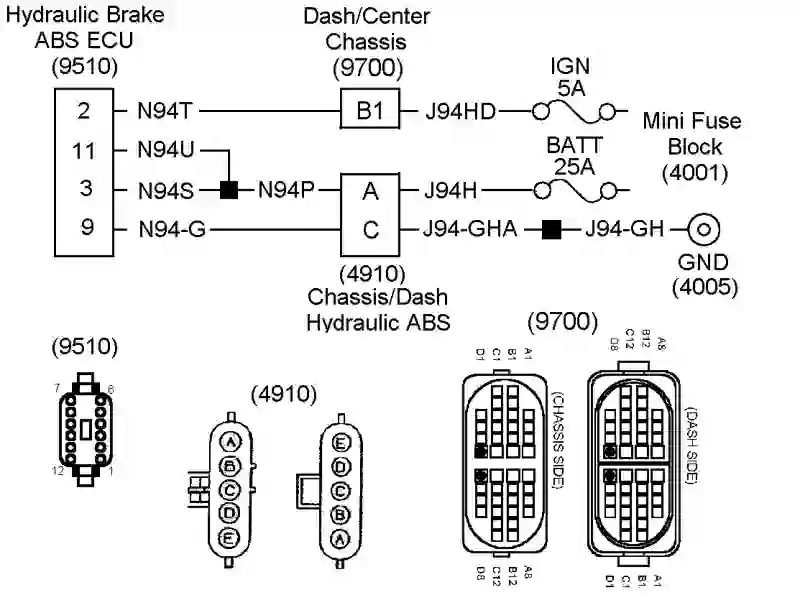 Hydraulic Brake
ABS ECU
(9510)
Dash/Center
Chassis
(9700)
IGN
5A
2
N94T
B1
J94HD
Mini Fuse
Block
(4001)
11
N94U
BATT
25A
3
N94S
N94P
A
J94H
9
N94-G
C
J94-GHA
J94-GH
GND
(4005)
(4910)
Chassis/Dash
Hydraulic ABS
(9510)
7
6
12
1
(4910)
A
B
C
D
E
E
D
C
B
A
(9700)
D1
C1
B1
A1
D8
C12
B12
A8
(CHASSIS SIDE)
D8
C12
B12
A8
(DASH SIDE)
D1
C1
B1
A1